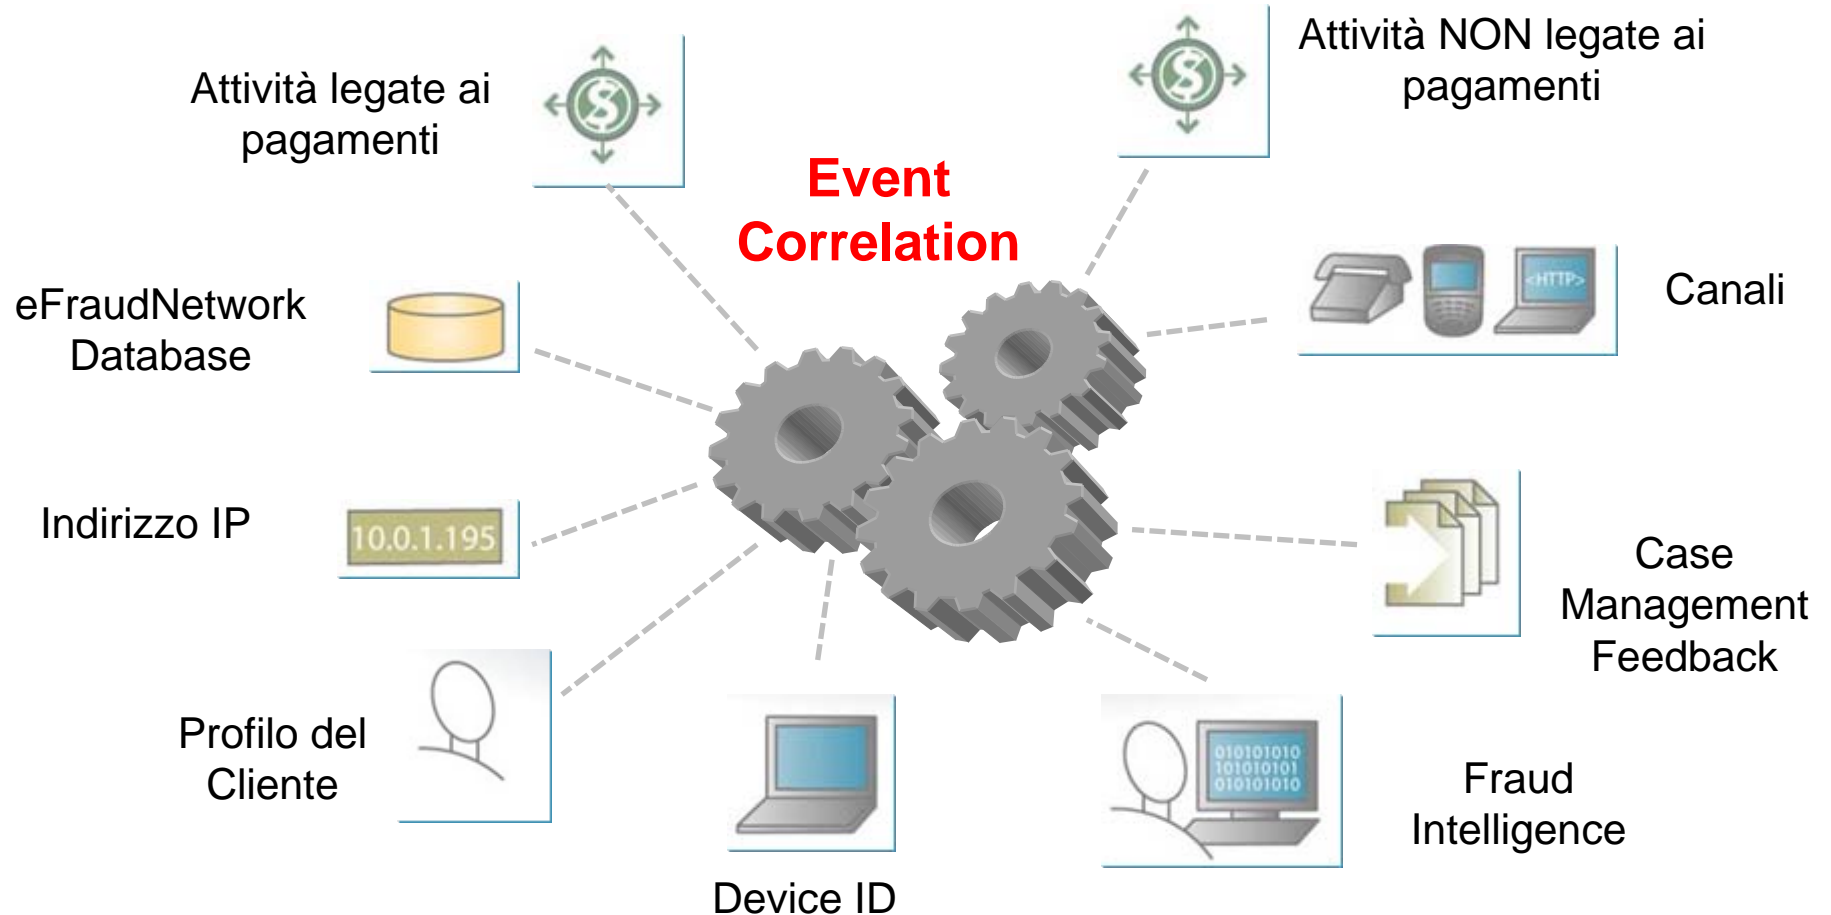 Attività legate ai
pagamenti
Attività NON legate ai
pagamenti
Event
Correlation
eFraudNetwork
Database
<HTTP>
Canali
Indirizzo IP
10.0.1.195
Case
Management
Feedback
Profilo del
Cliente
Device ID
010101010
101010101
010101010
Fraud
Intelligence